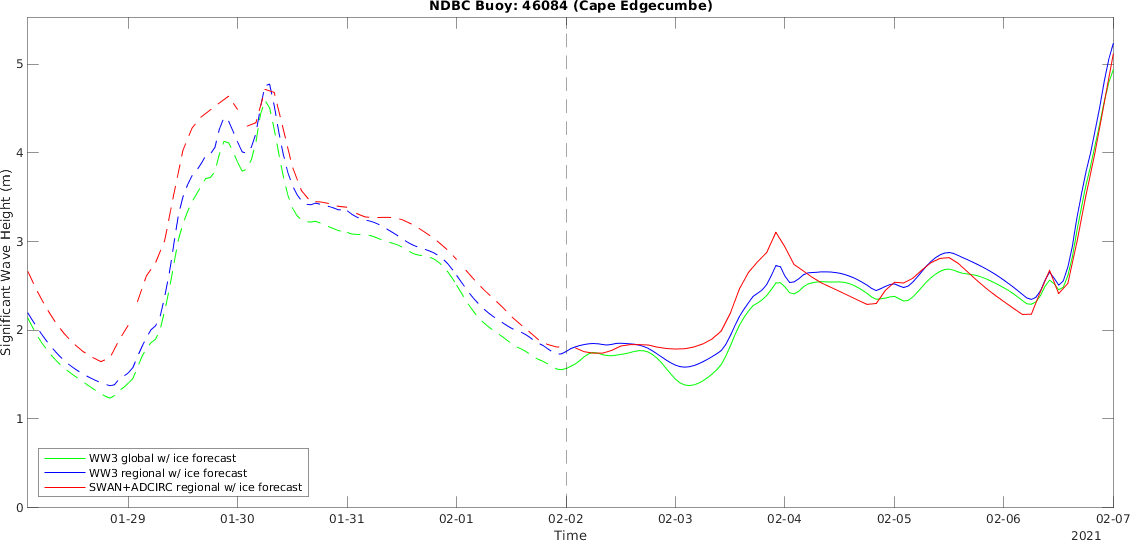 NDBC Buoy: 46084 (Cape Edgecumbe)
Significant Wave Height (m)
5
4
3
2
1
0
WW3 global w/ ice forecast
WW3 regional w/ ice forecast
SWAN+ADCIRC regional w/ ice forecast
01-29 01-30 01-31 02-01 02-02 02-03 02-04 02-05 02-06 02-07
Time
2021